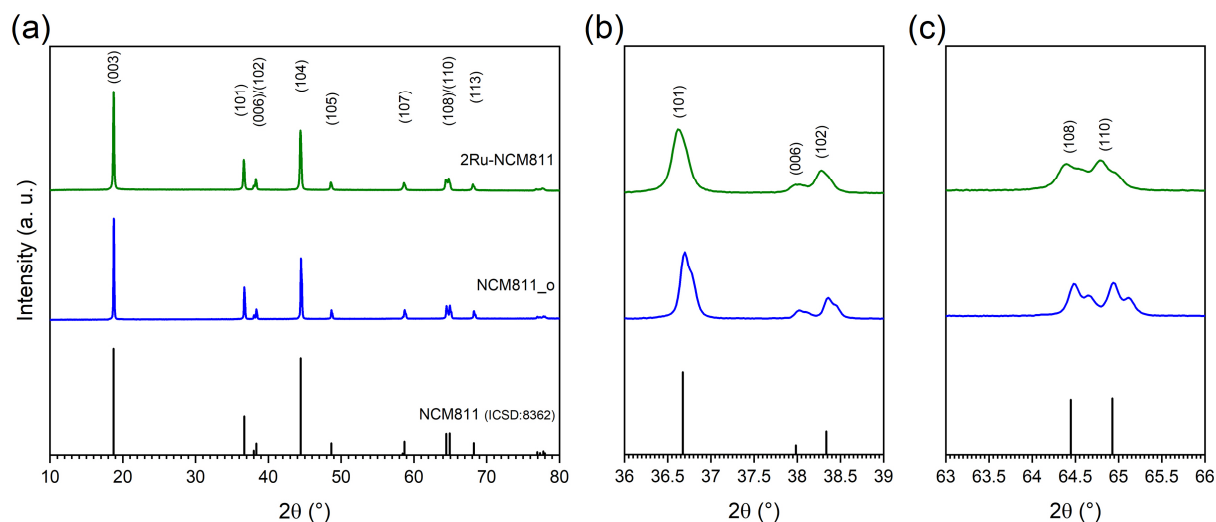 (a)
(003)
(101)
(006)/(102)
(104)
(105)
(107)
(108)/(110)
(113)
2Ru-NCM811
NCM811_o
NCM811 (ICSD:8362)
Intensity (a. u.)
10 20 30 40 50 60 70 80
2θ (°)
(b)
(101)
(006)
(102)
36 36.5 37 37.5 38 38.5 39
2θ (°)
(c)
(108)
(110)
63 63.5 64 64.5 65 65.5 66
2θ (°)